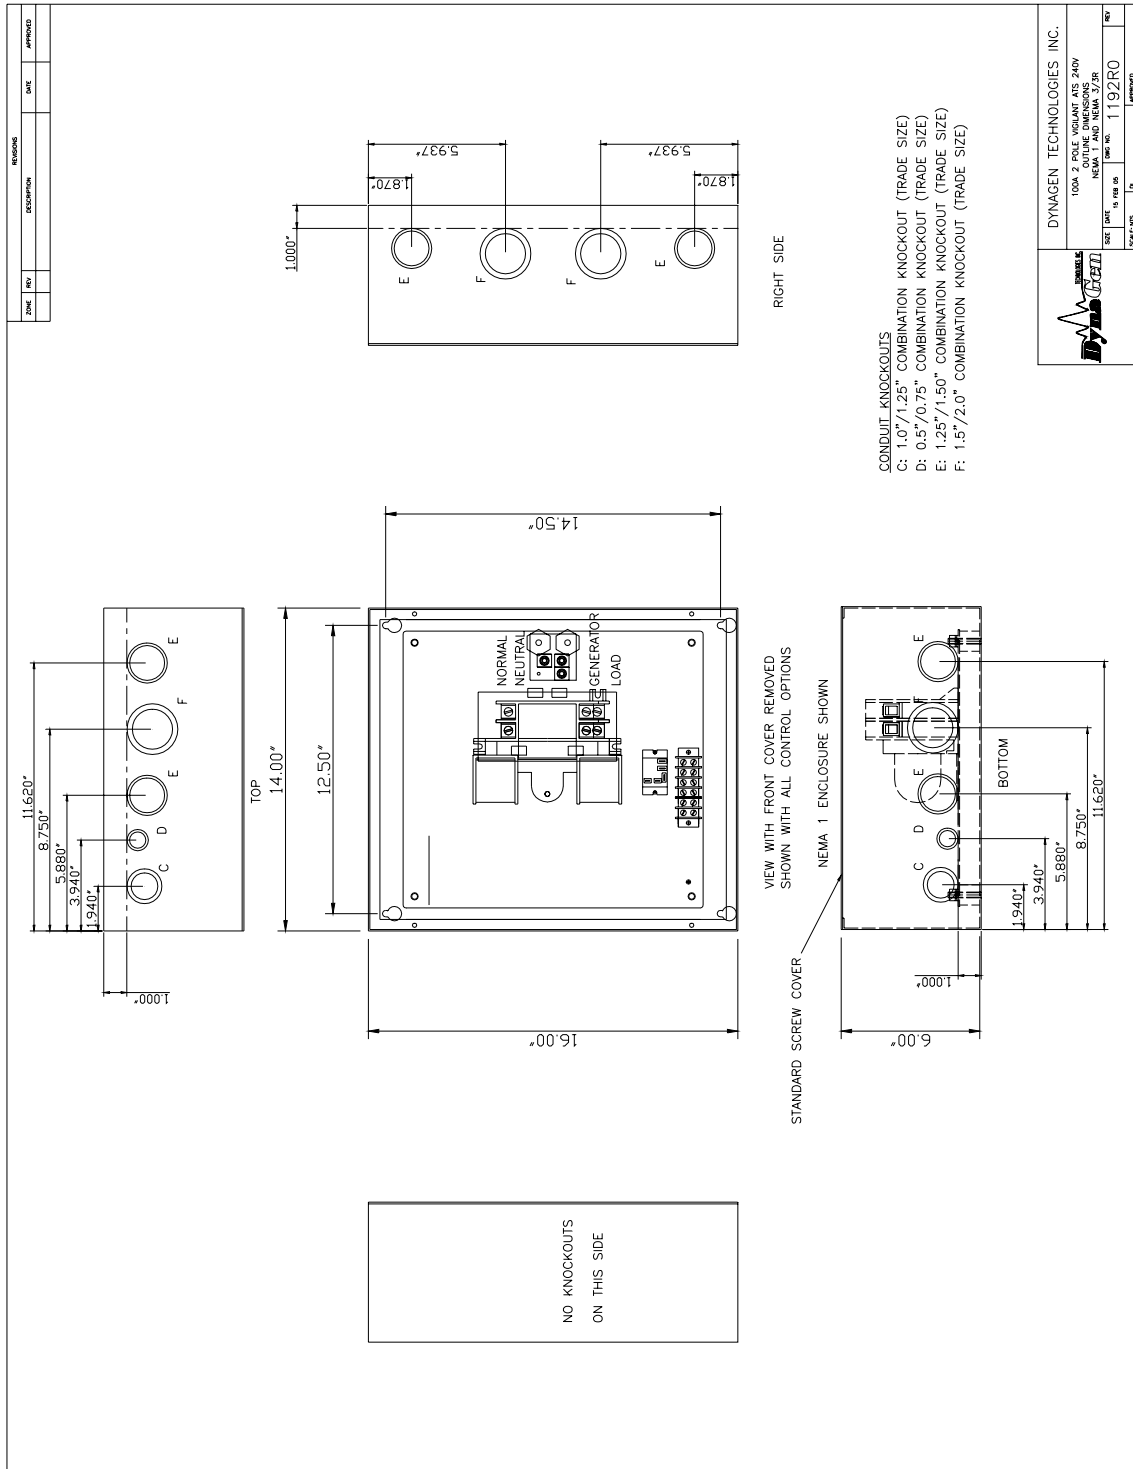 REVISIONS
ZONE
REV
DESCRIPTION
DATE
APPROVED
1.000"
1.870"
5.937"
5.937"
1.870"
E
F
F
E
RIGHT SIDE
11.620"
8.750"
5.880"
3.940"
1.940"
C
D
E
F
E
1.000"
TOP
14.00"
12.50"
14.50"
16.00"
NORMAL
NEUTRAL
GENERATOR
LOAD
VIEW WITH FRONT COVER REMOVED
SHOWN WITH ALL CONTROL OPTIONS
NEMA 1 ENCLOSURE SHOWN
STANDARD SCREW COVER
C
D
E
F
E
BOTTOM
1.940"
3.940"
5.880"
8.750"
11.620"
1.000"
6.00"
NO KNOCKOUTS
ON THIS SIDE
CONDUIT KNOCKOUTS
C: 1.0"/1.25" COMBINATION KNOCKOUT (TRADE SIZE)
D: 0.5"/0.75" COMBINATION KNOCKOUT (TRADE SIZE)
E: 1.25"/1.50" COMBINATION KNOCKOUT (TRADE SIZE)
F: 1.5"/2.0" COMBINATION KNOCKOUT (TRADE SIZE)
DynaGen
TECHNOLOGIES INC.
DYNAGEN TECHNOLOGIES INC.
100A 2 POLE VIGILANT ATS 240V
OUTLINE DIMENSIONS
NEMA 1 AND NEMA 3/3R
SIZE
DATE 15 FEB 05
DWG NO. 1192R0
REV